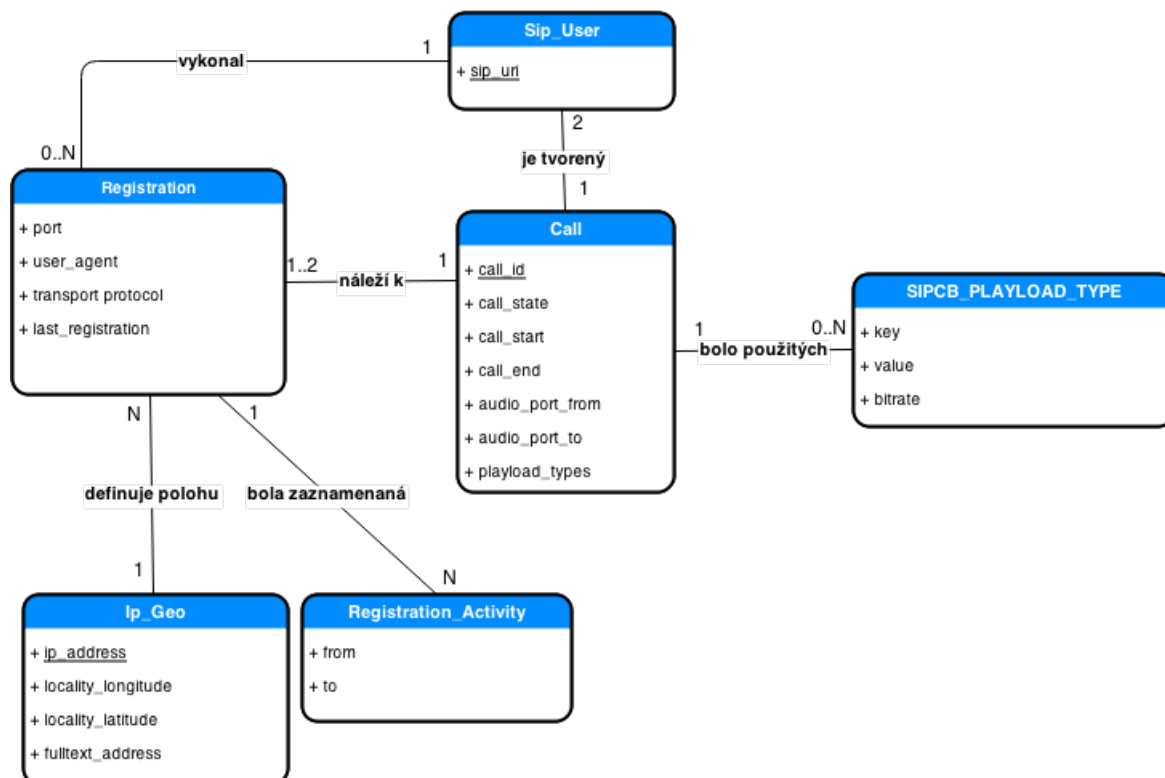 Sip_User
+ sip_uri
1
vykonal
0..N
2
je tvorený
1
Registration
+ port
+ user_agent
+ transport protocol
+ last_registration
1..2
náleží k
1
Call
+ call_id
+ call_state
+ call_start
+ call_end
+ audio_port_from
+ audio_port_to
+ playload_types
1
bolo použitých
0..N
SIPCB_PLAYLOAD_TYPE
+ key
+ value
+ bitrate
N
definuje polohu
1
1
bola zaznamenaná
N
Ip_Geo
+ ip_address
+ locality_longitude
+ locality_latitude
+ fulltext_address
Registration_Activity
+ from
+ to